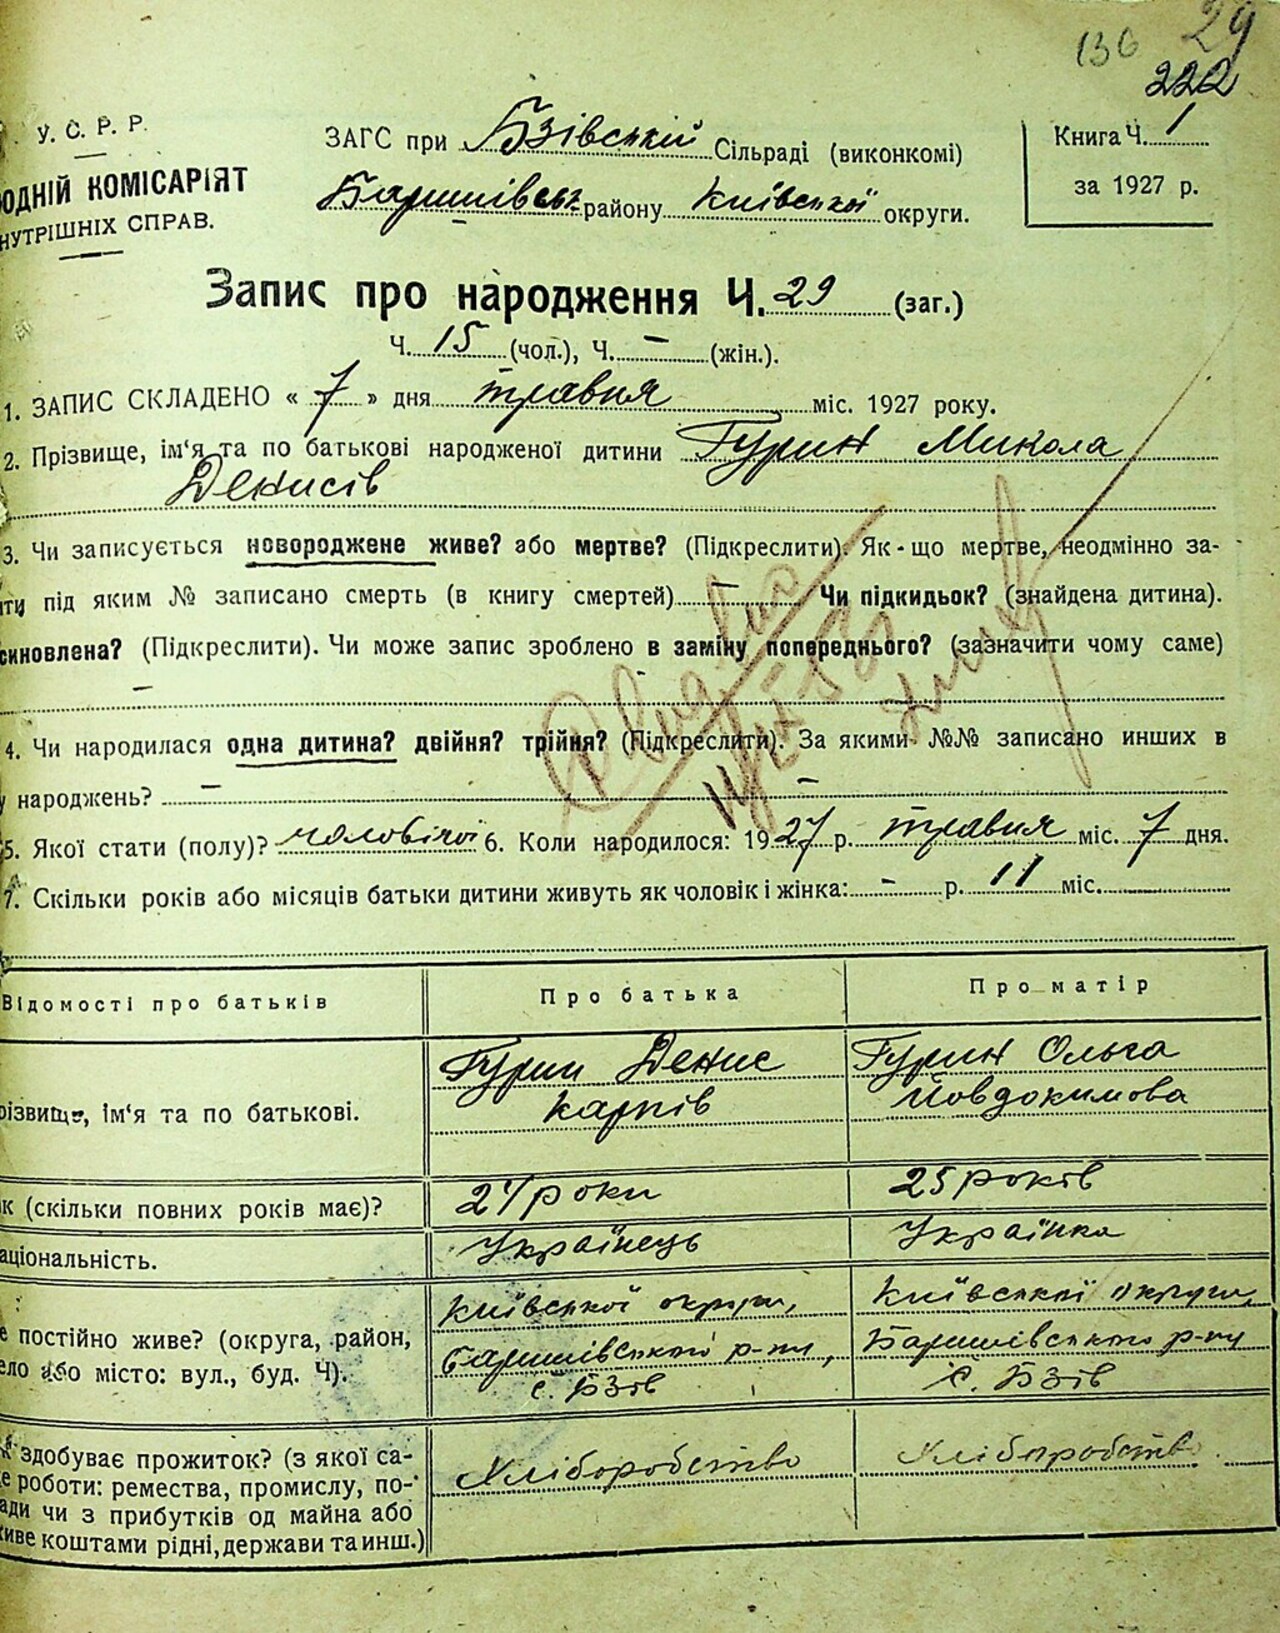 136 29
222
У. С. Р. Р.
ОДНІЙ КОМІСАРІЯТ
НУТРІШНІХ СПРАВ.
ЗАГС при Бзівській Сільраді (виконкомі)
Баришівськ. району Київської округи.
Книга Ч. 1
за 1927 р.
Запис про народження Ч. 29 (заг.)
Ч. 15 (чол.), Ч. — (жін.).
1. ЗАПИС СКЛАДЕНО « 7 » дня травня міс. 1927 року.
2. Прізвище, ім'я та по батькові народженої дитини Гурин Микола
Денисів
3. Чи записується новороджене живе? або мертве? (Підкреслити). Як-що мертве, неодмінно за-
ити під яким № записано смерть (в книгу смертей) — Чи підкидьок? (знайдена дитина).
синовлена? (Підкреслити). Чи може запис зроблено в заміну попереднього? (зазначити чому саме)
—
4. Чи народилася одна дитина? двійня? трійня? (Підкреслити). За якими №№ записано инших в
у народжень? — —
5. Якої стати (полу)? чоловічої 6. Коли народилося: 1927 р. травня міс. 7 дня.
7. Скільки років або місяців батьки дитини живуть як чоловік і жінка: — р. 11 міс.
Відомості про батьків Про батька Про матір
різвище, ім'я та по батькові. Гурин Денис Гурин Ольга
Карпів Йовдокимова
ік (скільки повних років має)? 24 роки 25 років
аціональність. Українець Українка
е постійно живе? (округа, район, Київської округи, Київської округи,
ело або місто: вул., буд. Ч). Баришівського р-ну, Баришівського р-ну
с. Бзів с. Бзів
к здобуває прожиток? (з якої са- Хліборобство Хліборобство
е роботи: ремества, промислу, по-
ади чи з прибутків од майна або
живе коштами рідні, держави та инш.)